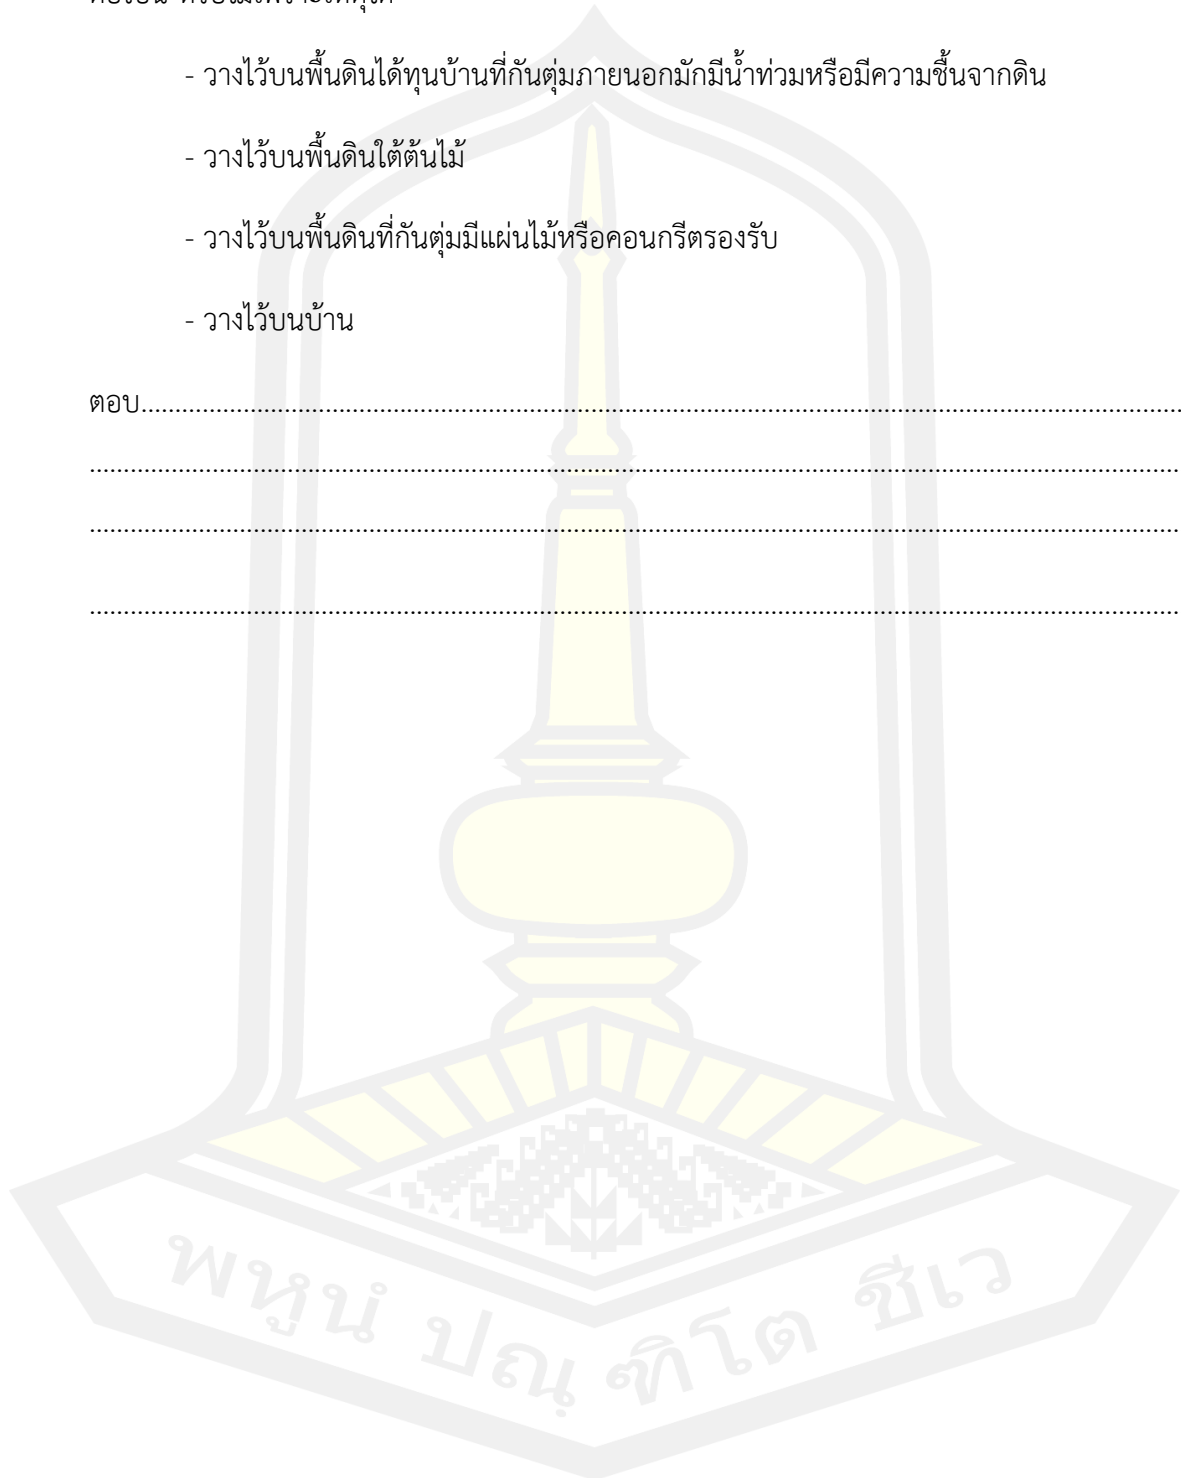 - วางไว้บนพื้นดินได้ทุนบ้านที่กันตุ่มภายนอกมักมีน้ำท่วมหรือมีความชื้นจากดิน
- วางไว้บนพื้นดินใต้ต้นไม้
- วางไว้บนพื้นดินที่กันตุ่มมีแผ่นไม้หรือคอนกรีตรองรับ
- วางไว้บนบ้าน
ตอบ
พหูนํ ปณฺฑิโต ชีเว